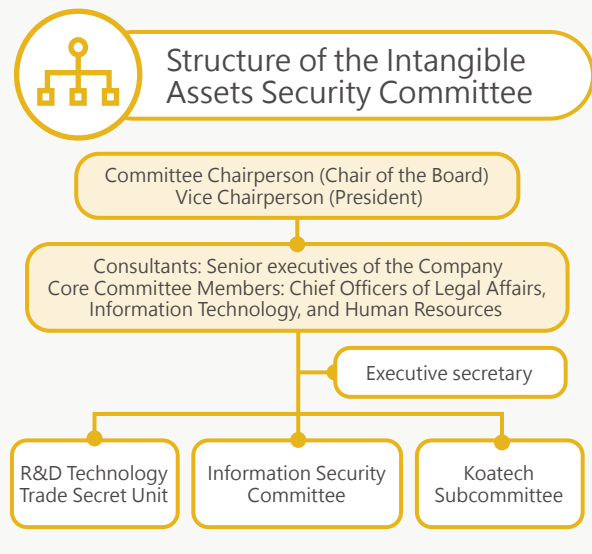 Structure of the Intangible
Assets Security Committee
Committee Chairperson (Chair of the Board)
Vice Chairperson (President)
Consultants: Senior executives of the Company
Core Committee Members: Chief Officers of Legal Affairs,
Information Technology, and Human Resources
Executive secretary
R&D Technology
Trade Secret Unit
Information Security
Committee
Koatech
Subcommittee